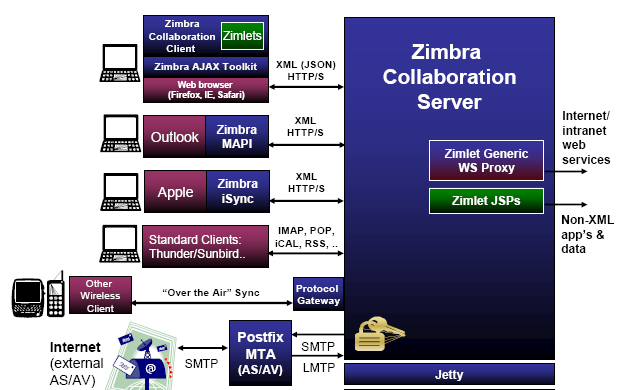 Zimbra
Collaboration
Client
Zimlets
Zimbra AJAX Toolkit
Web browser
(Firefox, IE, Safari)
XML (JSON)
HTTP/S
Outlook
Zimbra
MAPI
XML
HTTP/S
Apple
Zimbra
iSync
XML
HTTP/S
Standard Clients:
Thunder/Sunbird..
IMAP, POP,
iCAL, RSS, ..
Other
Wireless
Client
“Over the Air” Sync
Protocol
Gateway
Internet
(external
AS/AV)
SMTP
Postfix
MTA
(AS/AV)
SMTP
LMTP
Zimbra
Collaboration
Server
Zimlet Generic
WS Proxy
Zimlet JSPs
Jetty
Internet/
intranet
web
services
Non-XML
app's &
data